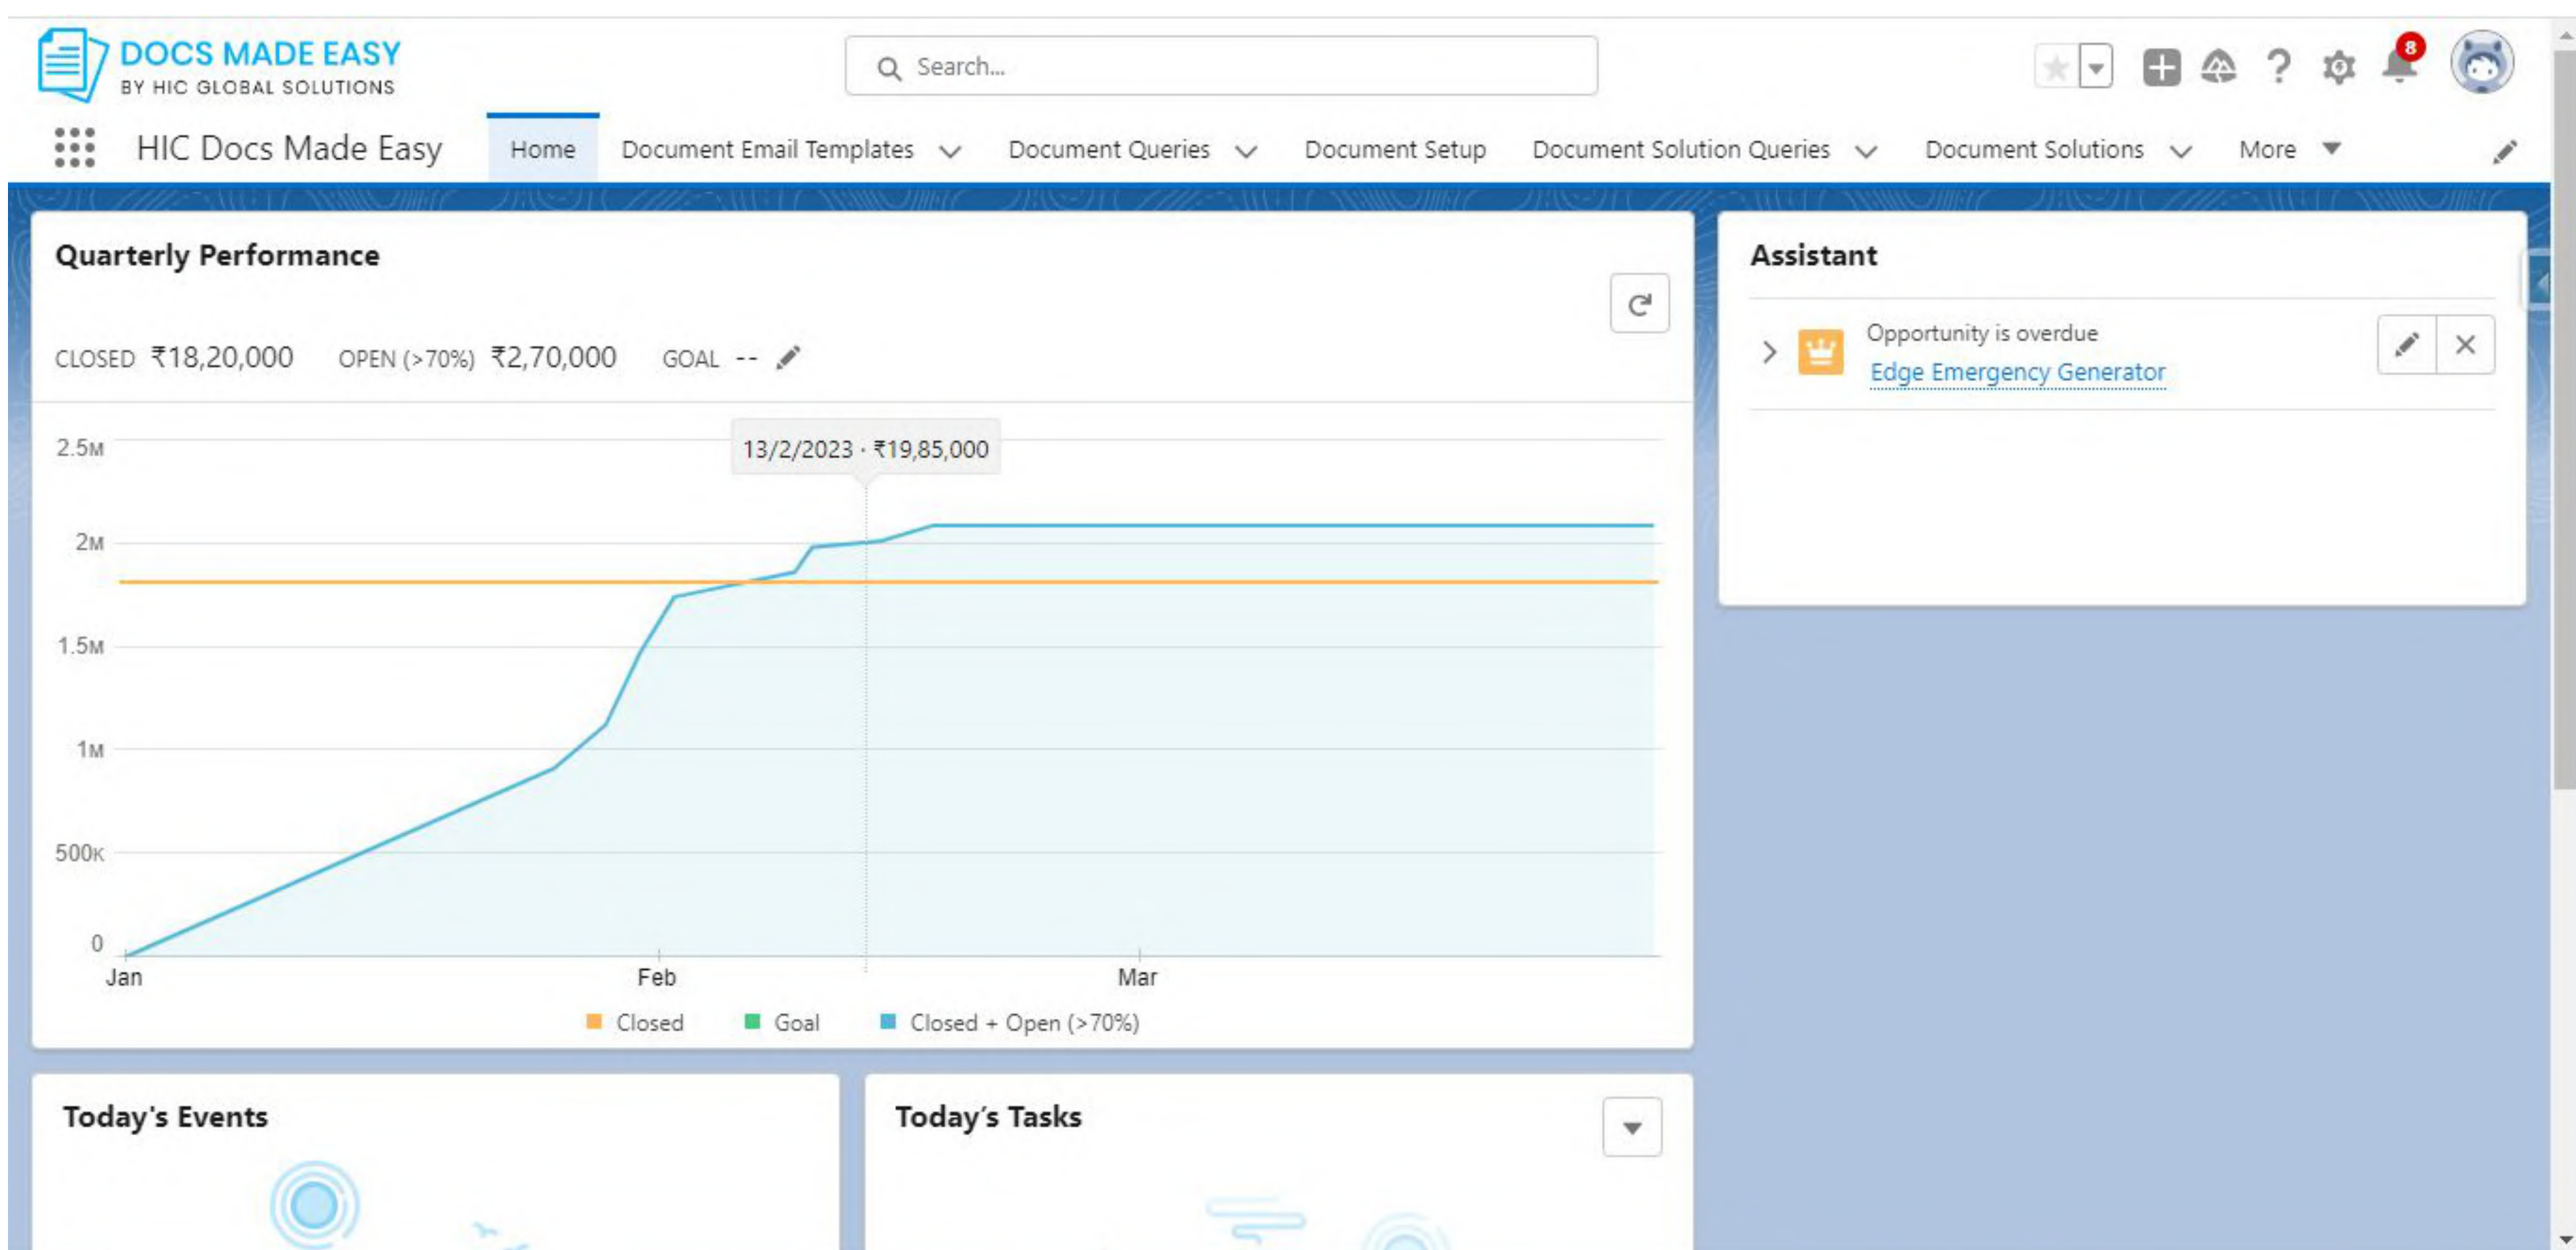 DOCS MADE EASY
BY HIC GLOBAL SOLUTIONS
Search...
8
HIC Docs Made Easy
Home
Document Email Templates
Document Queries
Document Setup
Document Solution Queries
Document Solutions
More
Quarterly Performance
CLOSED ₹18,20,000 OPEN (>70%) ₹2,70,000 GOAL --
13/2/2023 · ₹19,85,000
2.5M
2M
1.5M
1M
500K
0
Jan Feb Mar
Closed Goal Closed + Open (>70%)
Assistant
Opportunity is overdue
Edge Emergency Generator
Today's Events
Today's Tasks